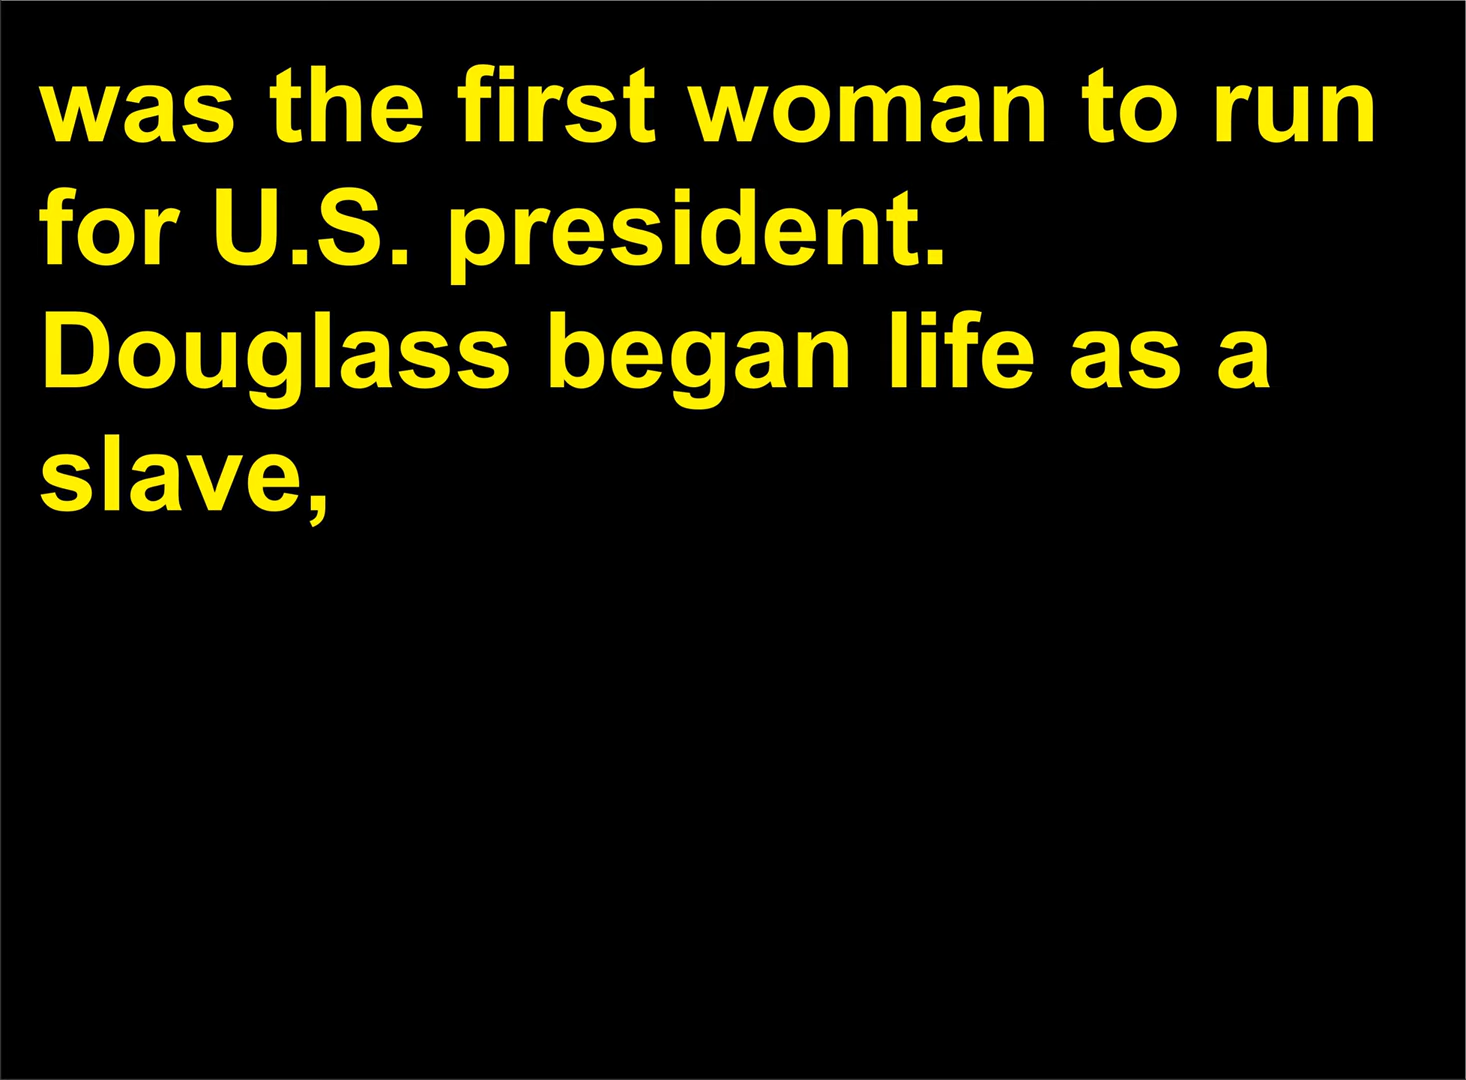 was the first woman to run
for U.S. president.
Douglass began life as a
slave,